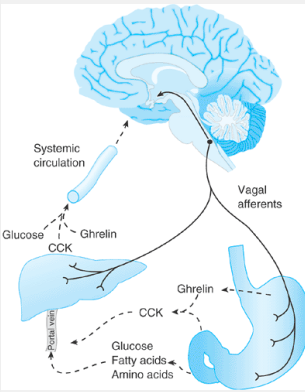 Systemic
circulation
Vagal
afferents
Glucose
Ghrelin
CCK
Ghrelin
CCK
Portal vein
Glucose
Fatty acids
Amino acids